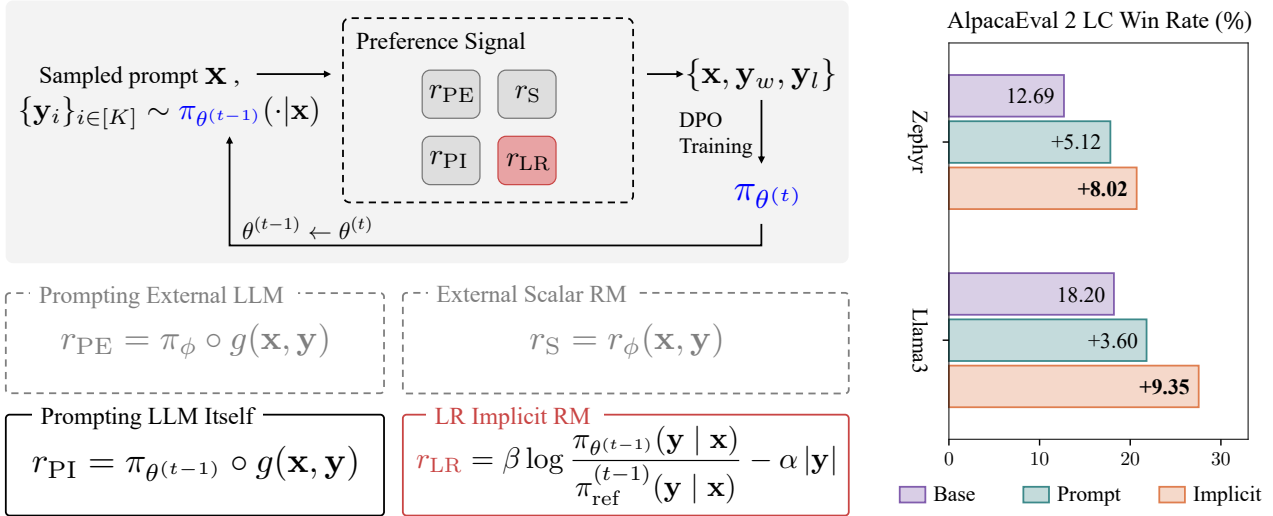 Sampled prompt x ,
{y_i}_{i∈[K]} ∼ π_{θ^{(t−1)}}(·|x)
Preference Signal
r_PE r_S
r_PI r_LR
{x, y_w, y_l}
DPO
Training
π_{θ^{(t)}}
θ^{(t−1)} ← θ^{(t)}
Prompting External LLM
r_PE = π_ϕ ∘ g(x, y)
External Scalar RM
r_S = r_ϕ(x, y)
Prompting LLM Itself
r_PI = π_{θ^{(t−1)}} ∘ g(x, y)
LR Implicit RM
r_LR = β log π_{θ^{(t−1)}}(y | x) / π_ref^{(t−1)}(y | x) − α |y|
AlpacaEval 2 LC Win Rate (%)
Zephyr
12.69
+5.12
+8.02
Llama3
18.20
+3.60
+9.35
0 10 20 30
Base Prompt Implicit